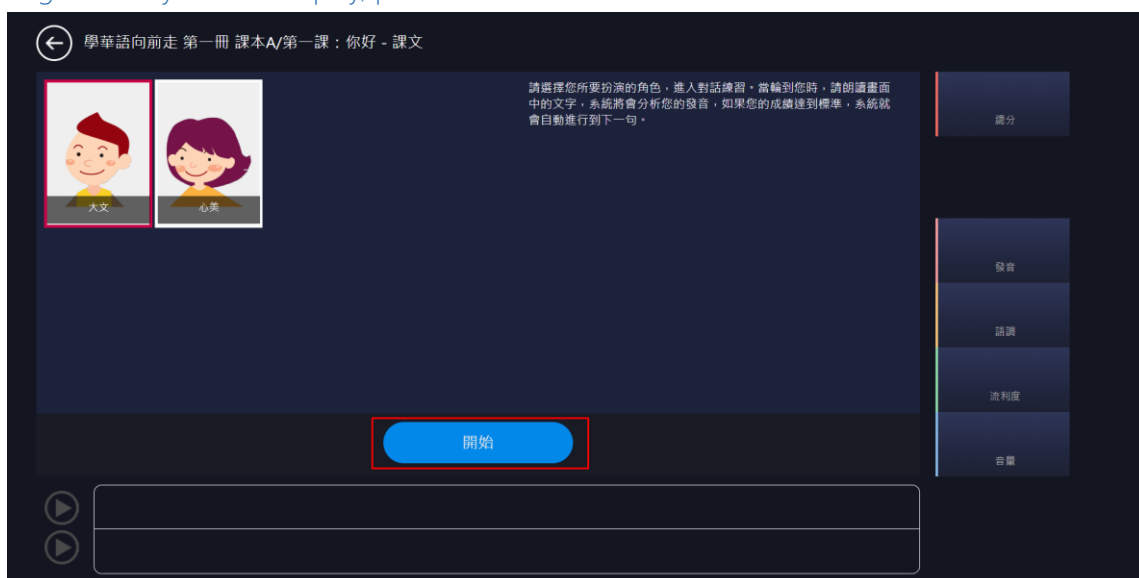 學華語向前走 第一冊 課本A/第一課：你好 - 課文
請選擇您所要扮演的角色，進入對話練習。當輪到您時，請朗讀畫面
中的文字，系統將會分析您的發音，如果您的成績達到標準，系統就
會自動進行到下一句。
大文
心美
總分
發音
語調
流利度
音量
開始